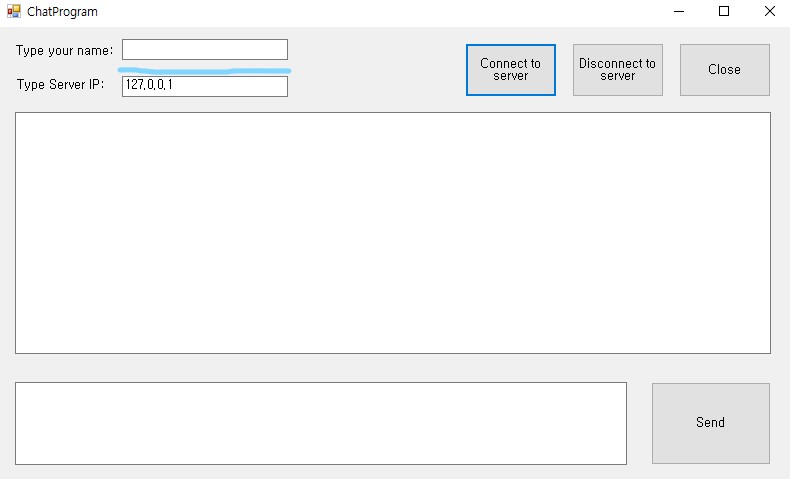 ChatProgram
Type your name:
Type Server IP: 127.0.0.1
Connect to
server
Disconnect to
server
Close
Send